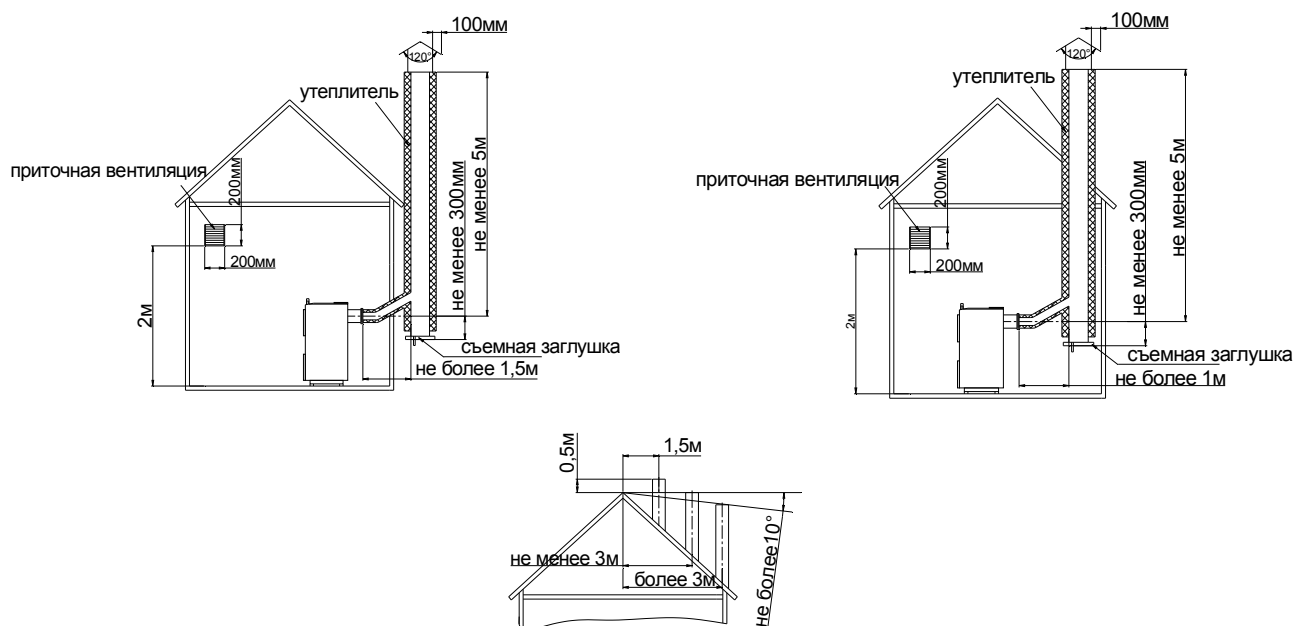 100мм
120°
утеплитель
приточная вентиляция
200мм
200мм
2м
не менее 300мм
не менее 5м
съемная заглушка
не более 1,5м
100мм
120°
утеплитель
приточная вентиляция
200мм
200мм
2м
не менее 300мм
не менее 5м
съемная заглушка
не более 1м
0,5м
1,5м
не менее 3м
более 3м
не более10°